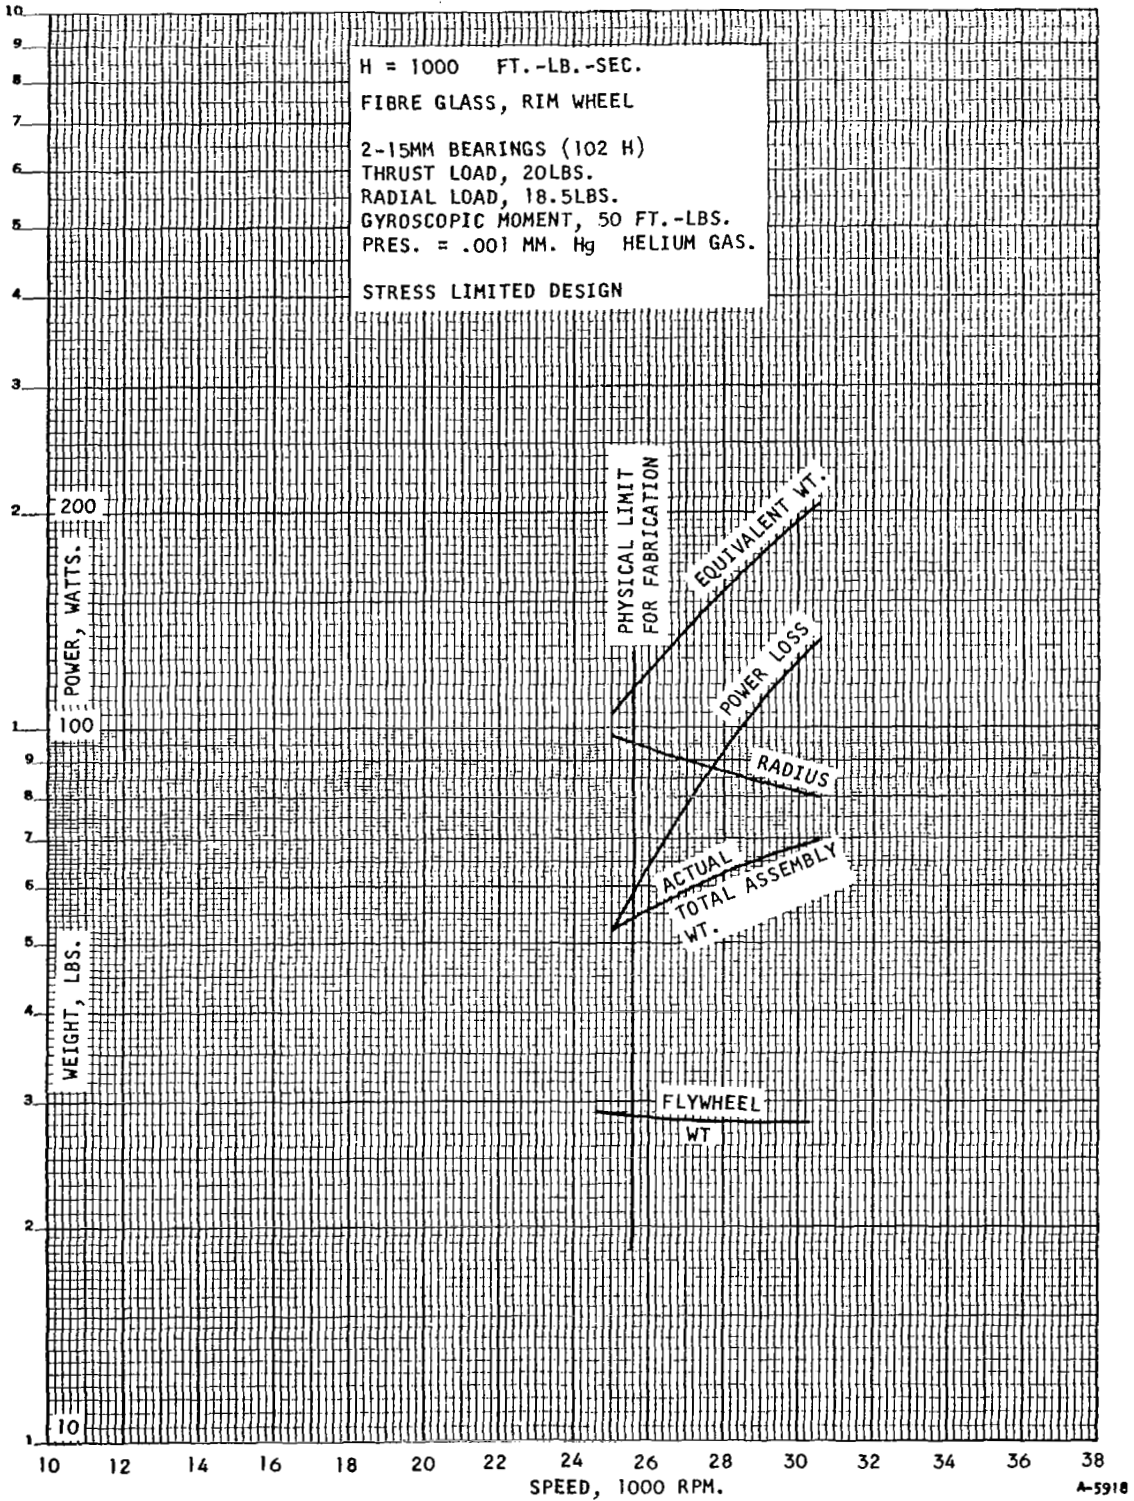 H = 1000 FT.-LB.-SEC.
FIBRE GLASS, RIM WHEEL
2-15MM BEARINGS (102 H)
THRUST LOAD, 20LBS.
RADIAL LOAD, 18.5LBS.
GYROSCOPIC MOMENT, 50 FT.-LBS.
PRES. = .001 MM. Hg HELIUM GAS.
STRESS LIMITED DESIGN
10
9
8
7
6
5
4
3
2
1
9
8
7
6
5
4
3
2
1
200
POWER, WATTS.
100
WEIGHT, LBS.
10
PHYSICAL LIMIT
FOR FABRICATION
EQUIVALENT WT.
POWER LOSS
RADIUS
ACTUAL
TOTAL ASSEMBLY
WT.
FLYWHEEL
WT
10 12 14 16 18 20 22 24 26 28 30 32 34 36 38
SPEED, 1000 RPM.
A-5918